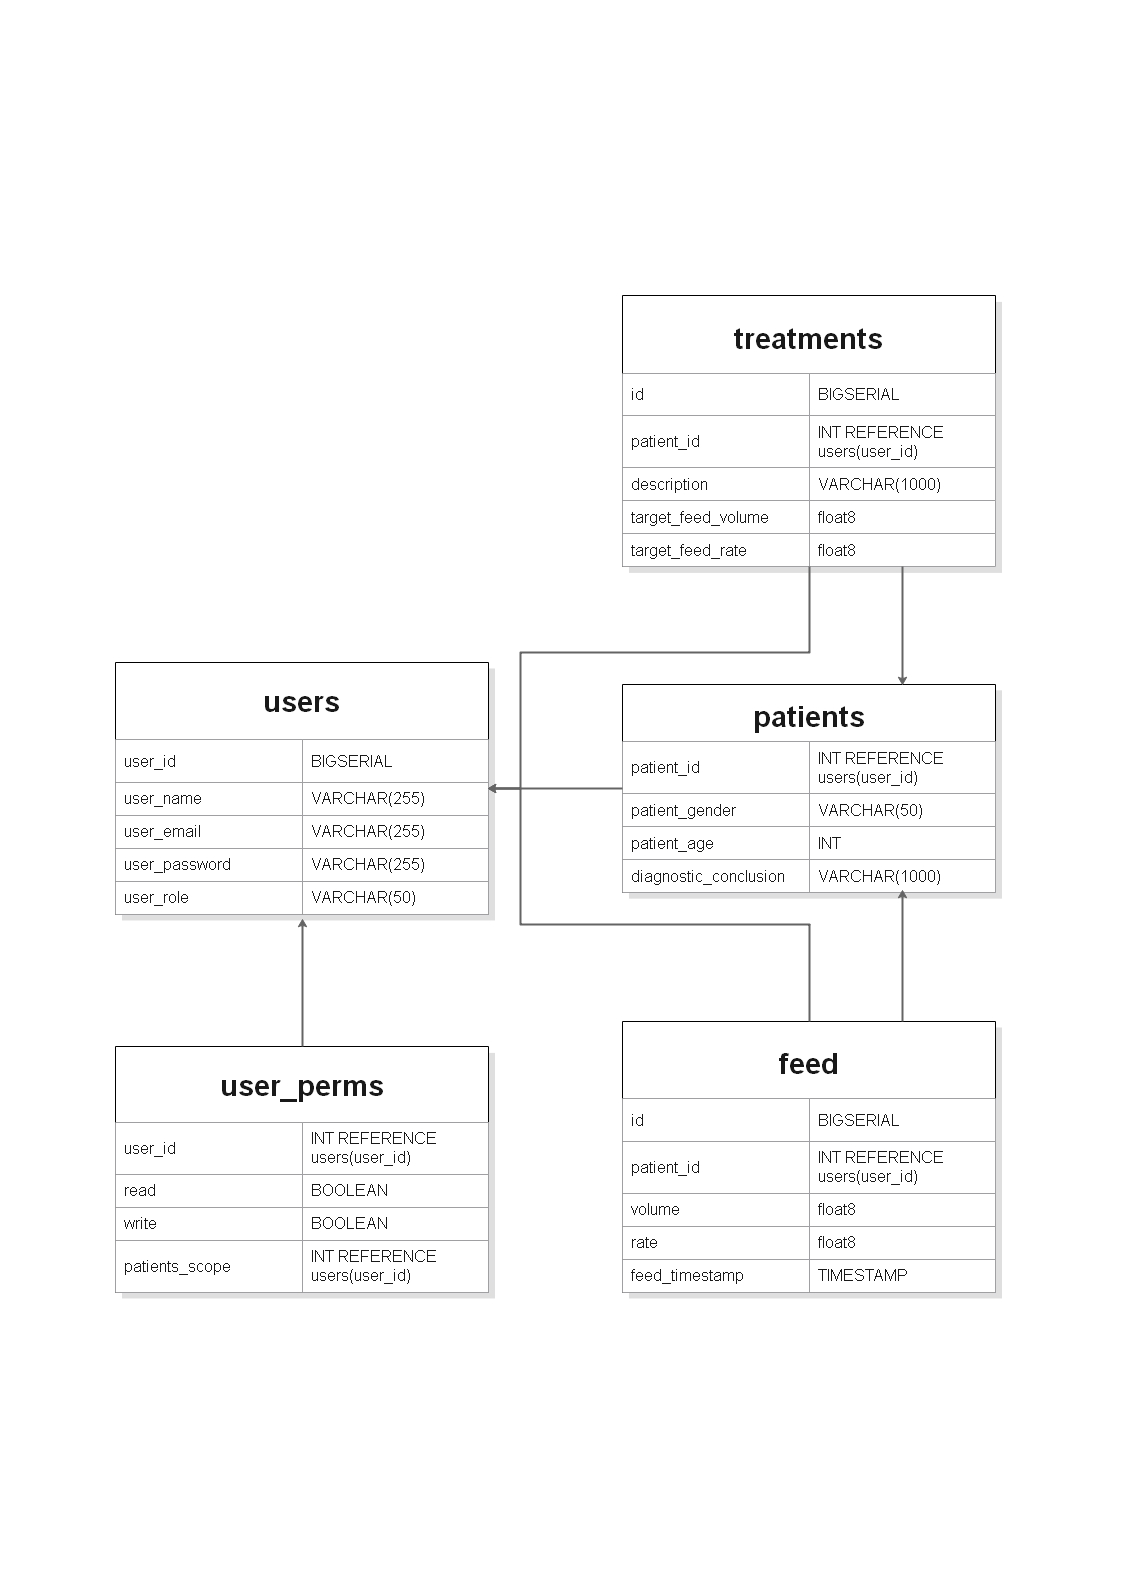 treatments
id BIGSERIAL
patient_id INT REFERENCE
users(user_id)
description VARCHAR(1000)
target_feed_volume float8
target_feed_rate float8
users
user_id BIGSERIAL
user_name VARCHAR(255)
user_email VARCHAR(255)
user_password VARCHAR(255)
user_role VARCHAR(50)
patients
patient_id INT REFERENCE
users(user_id)
patient_gender VARCHAR(50)
patient_age INT
diagnostic_conclusion VARCHAR(1000)
user_perms
user_id INT REFERENCE
users(user_id)
read BOOLEAN
write BOOLEAN
patients_scope INT REFERENCE
users(user_id)
feed
id BIGSERIAL
patient_id INT REFERENCE
users(user_id)
volume float8
rate float8
feed_timestamp TIMESTAMP